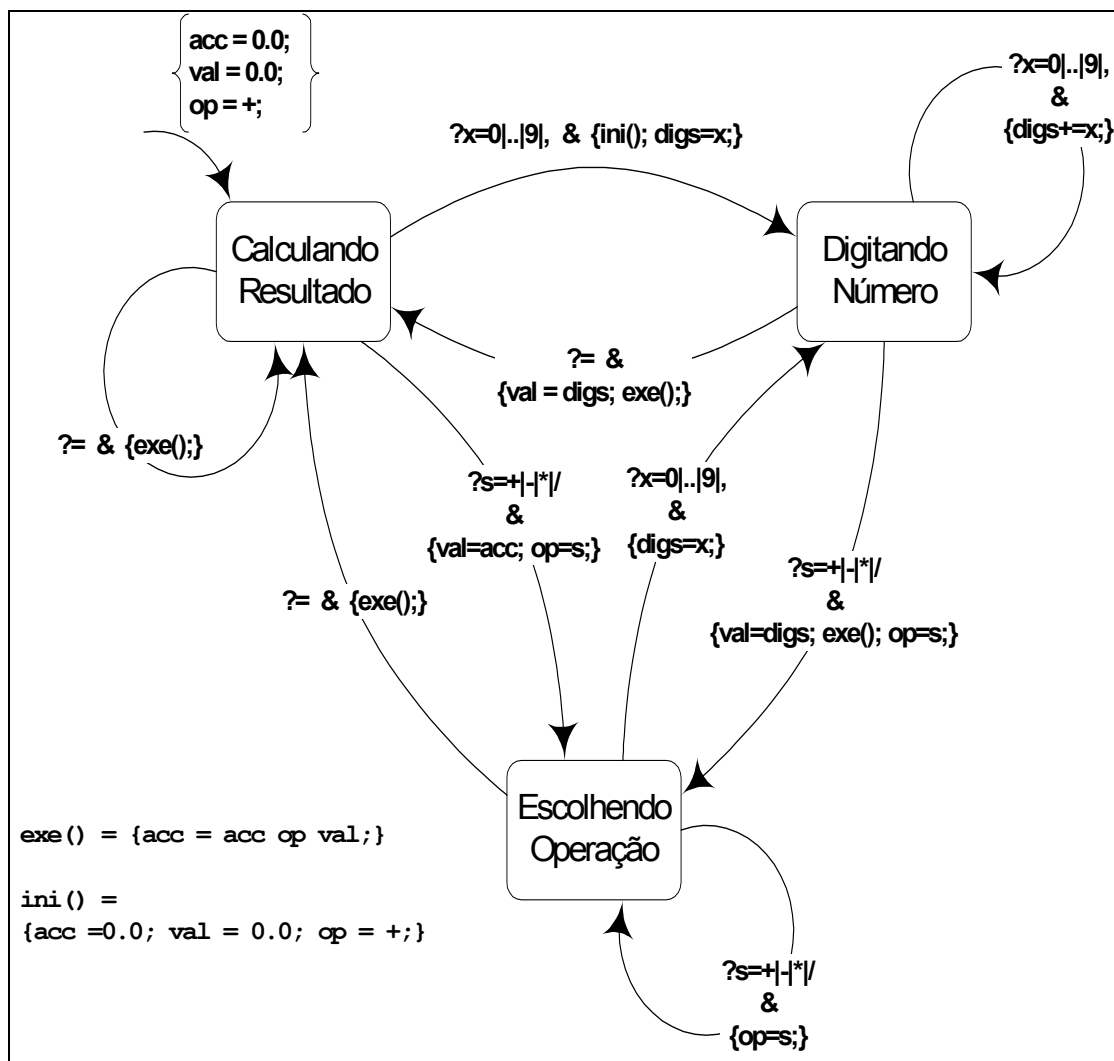 acc = 0.0;
val = 0.0;
op = +;
?x=0|..|9|,
&
{digs+=x;}
?x=0|..|9|, & {ini(); digs=x;}
Calculando
Resultado
Digitando
Número
?= &
{val = digs; exe();}
?= & {exe();}
?s=+|-|*|/
&
{val=acc; op=s;}
?x=0|..|9|,
&
{digs=x;}
?s=+|-|*|/
&
{val=digs; exe(); op=s;}
?= & {exe();}
Escolhendo
Operação
exe() = {acc = acc op val;}
ini() =
{acc =0.0; val = 0.0; op = +;}
?s=+|-|*|/
&
{op=s;}